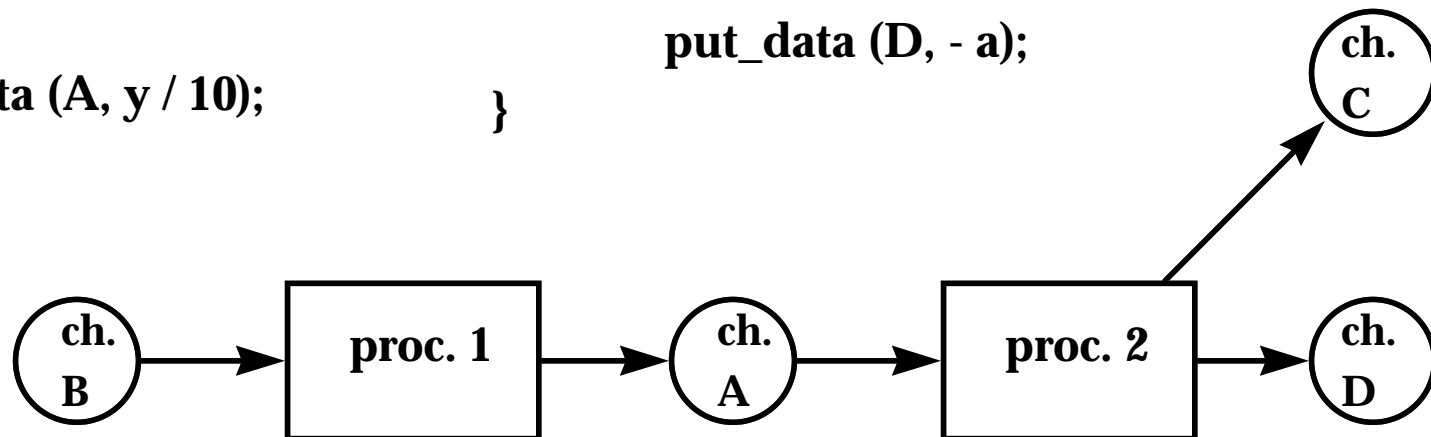 put_data (D, - a);
ta (A, y / 10);
}
ch.
C
ch.
B
proc. 1
ch.
A
proc. 2
ch.
D